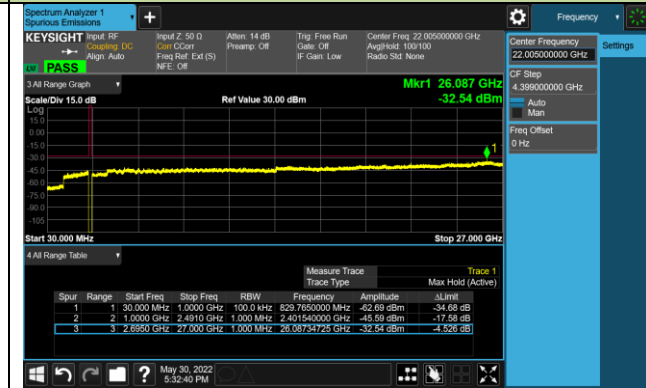 Spectrum Analyzer 1
Spurious Emissions
Frequency
KEYSIGHT Input: RF
Coupling: DC
Align: Auto
Input Z: 50 Ω
Corr CCorr
Freq Ref: Ext (S)
NFE: Off
Atten: 14 dB
Preamp: Off
Trig: Free Run
Gate: Off
IF Gain: Low
Center Freq: 22.005000000 GHz
Avg|Hold: 100/100
Radio Std: None
PASS
Center Frequency
22.005000000 GHz
Settings
CF Step
4.399000000 GHz
Auto
Man
Freq Offset
0 Hz
3 All Range Graph
Mkr1 26.087 GHz
Scale/Div 15.0 dB
Ref Value 30.00 dBm
-32.54 dBm
Log
15.0
0.00
-15.0
-30.0
-45.0
-60.0
-75.0
-90.0
-105
1
Start 30.000 MHz
Stop 27.000 GHz
4 All Range Table
Measure Trace Trace 1
Trace Type Max Hold (Active)
Spur Range Start Freq Stop Freq RBW Frequency Amplitude ΔLimit
1 1 30.000 MHz 1.0000 GHz 100.0 kHz 829.7650000 MHz -62.69 dBm -34.68 dB
2 2 1.0000 GHz 2.4910 GHz 1.000 MHz 2.401540000 GHz -45.59 dBm -17.58 dB
3 3 2.6950 GHz 27.000 GHz 1.000 MHz 26.08734725 GHz -32.54 dBm -4.526 dB
May 30, 2022
5:32:40 PM